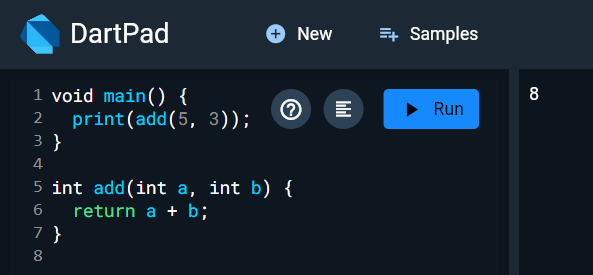 DartPad
New
Samples
1 void main() {
2   print(add(5, 3));
3 }
4
5 int add(int a, int b) {
6   return a + b;
7 }
8
Run
8